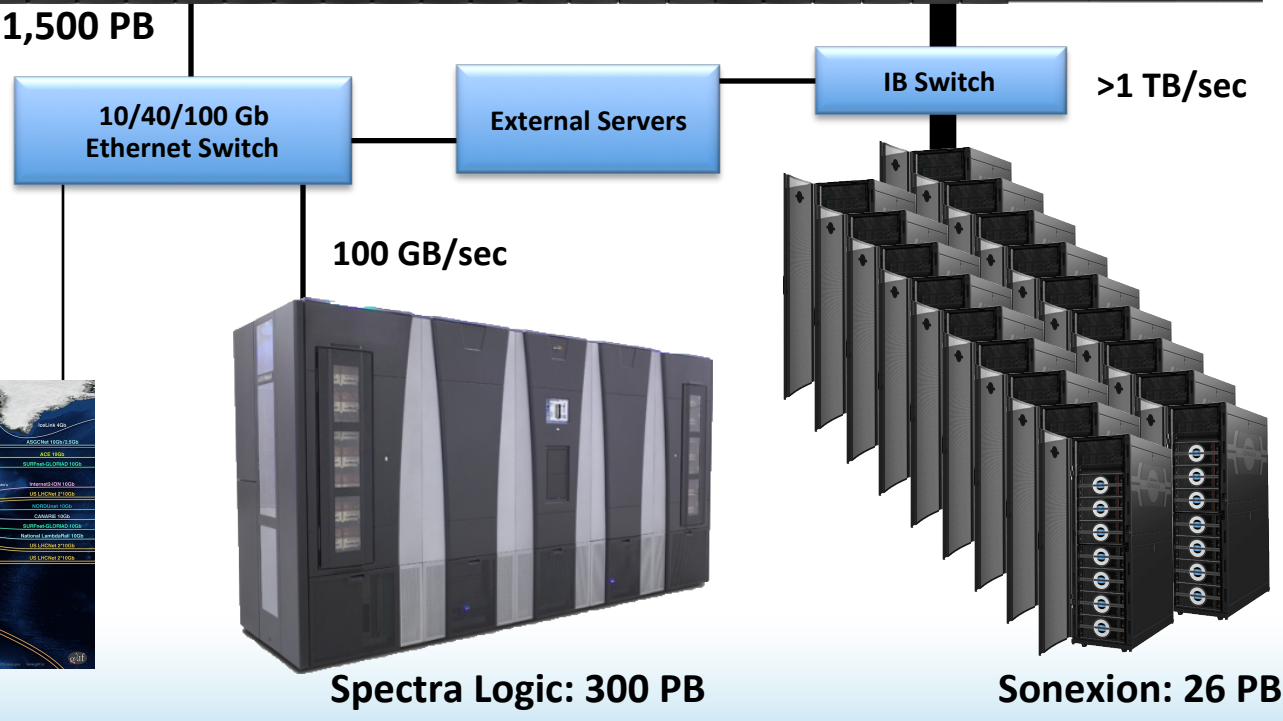 1,500 PB
10/40/100 Gb
Ethernet Switch
External Servers
IB Switch
>1 TB/sec
100 GB/sec
IceLink 4Gb
ASGCNet 10Gb/2.5Gb
ACE 10Gb
SURFnet-GLORIAD 10Gb
Internet2-ION 10Gb
US LHCNet 2*10Gb
NORDUnet 10Gb
CANARIE 10Gb
SURFnet-GLORIAD 10Gb
National LambdaRail 10Gb
US LHCNet 2*10Gb
US LHCNet 2*10Gb
glif
Spectra Logic: 300 PB
Sonexion: 26 PB